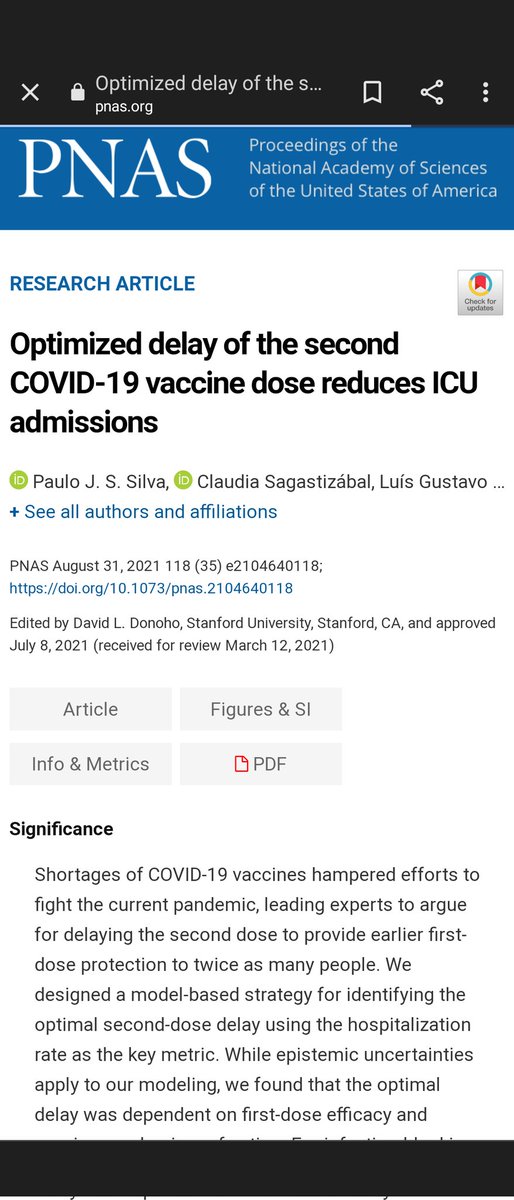 Optimized delay of the s...
pnas.org
PNAS
Proceedings of the
National Academy of Sciences
of the United States of America
RESEARCH ARTICLE
Check for
updates
Optimized delay of the second
COVID-19 vaccine dose reduces ICU
admissions
iD Paulo J. S. Silva, iD Claudia Sagastizábal, Luís Gustavo ...
+ See all authors and affiliations
PNAS August 31, 2021 118 (35) e2104640118;
https://doi.org/10.1073/pnas.2104640118
Edited by David L. Donoho, Stanford University, Stanford, CA, and approved
July 8, 2021 (received for review March 12, 2021)
Article
Figures & SI
Info & Metrics
PDF
Significance
Shortages of COVID-19 vaccines hampered efforts to
fight the current pandemic, leading experts to argue
for delaying the second dose to provide earlier first-
dose protection to twice as many people. We
designed a model-based strategy for identifying the
optimal second-dose delay using the hospitalization
rate as the key metric. While epistemic uncertainties
apply to our modeling, we found that the optimal
delay was dependent on first-dose efficacy and